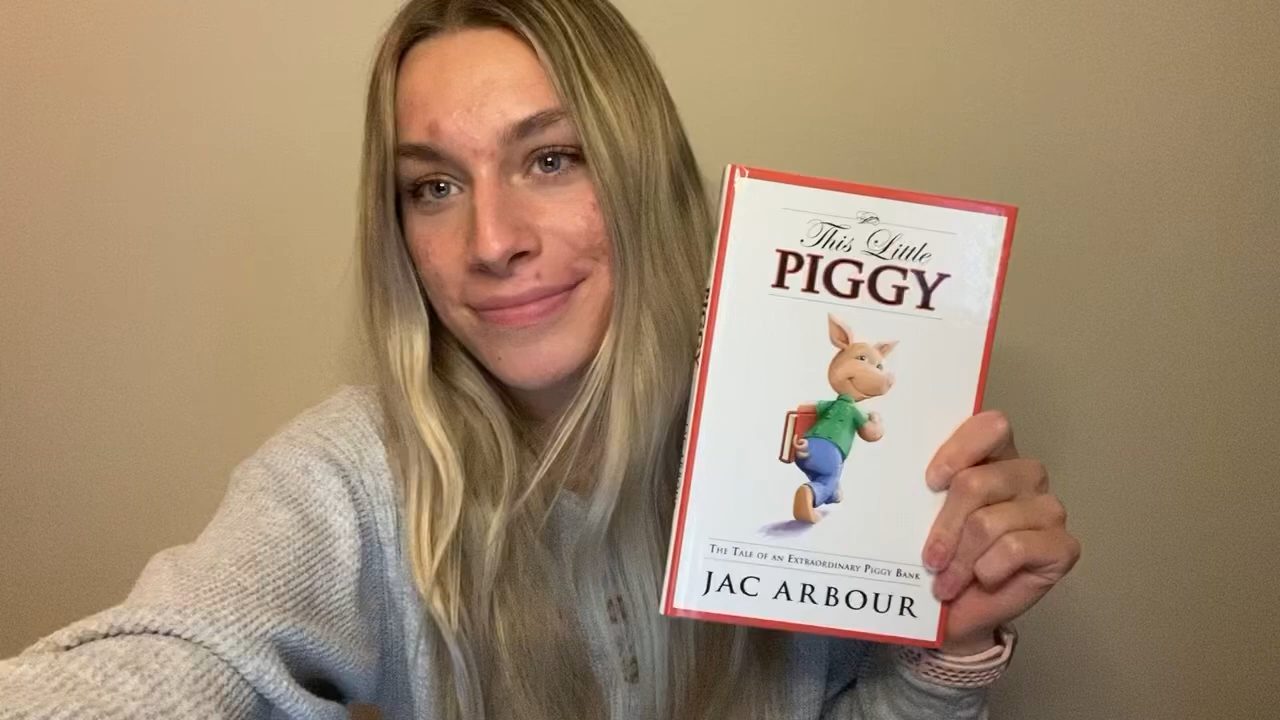 This Little
PIGGY
The Tale of an Extraordinary Piggy Bank
JAC ARBOUR